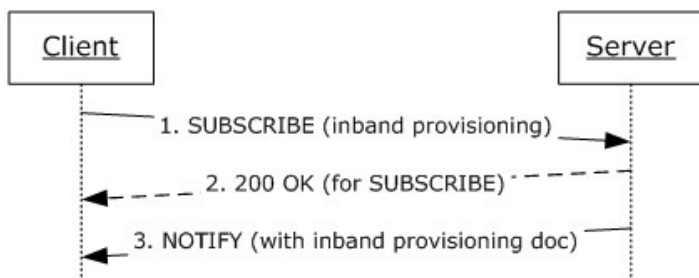 Client
Server
1. SUBSCRIBE (inband provisioning)
2. 200 OK (for SUBSCRIBE)
3. NOTIFY (with inband provisioning doc)